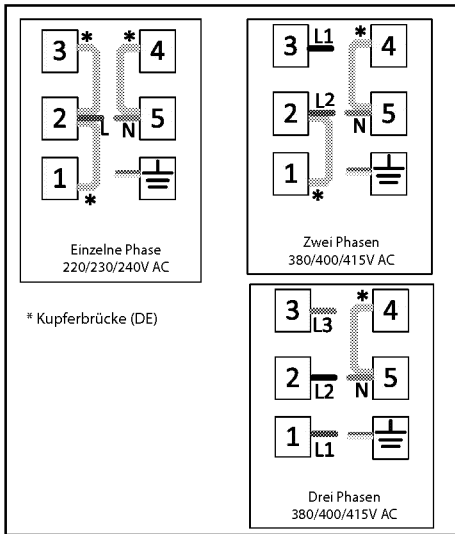 3 * * 4
2 L N 5
1 *
Einzelne Phase
220/230/240V AC
* Kupferbrücke (DE)
3 L1 * 4
2 L2 N 5
1 *
Zwei Phasen
380/400/415V AC
3 L3 * 4
2 L2 N 5
1 L1
Drei Phasen
380/400/415V AC